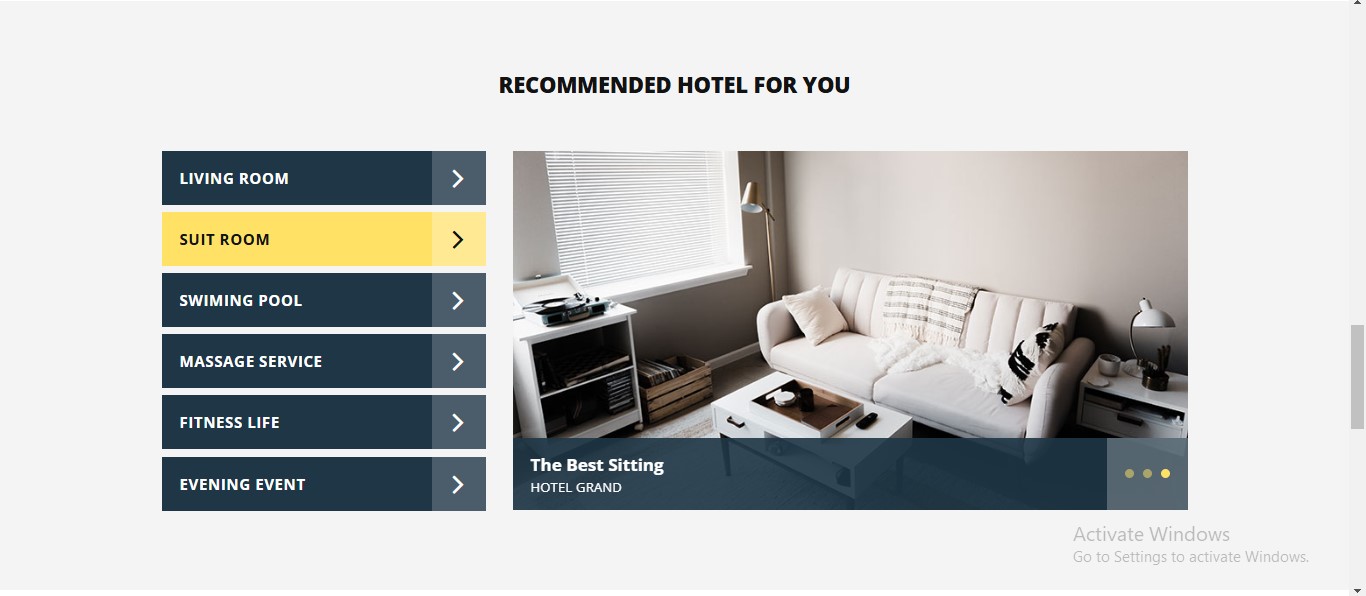 RECOMMENDED HOTEL FOR YOU
LIVING ROOM
SUIT ROOM
SWIMING POOL
MASSAGE SERVICE
FITNESS LIFE
EVENING EVENT
The Best Sitting
HOTEL GRAND
Activate Windows
Go to Settings to activate Windows.